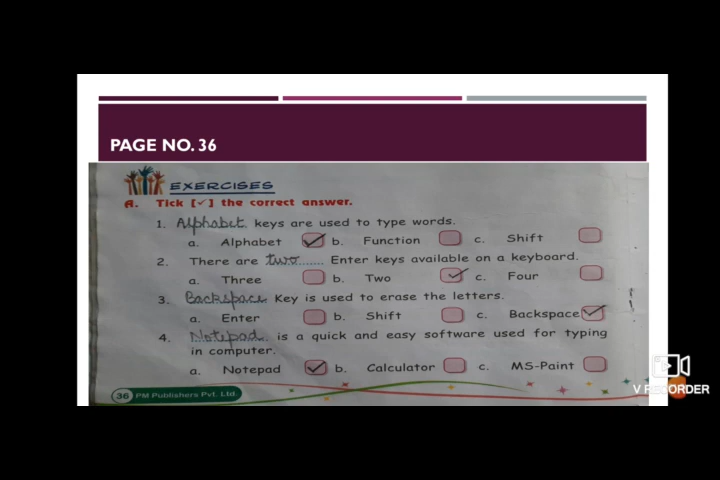 PAGE NO. 36
EXERCISES
A. Tick [✓] the correct answer.
1. Alphabet keys are used to type words.
a. Alphabet b. Function c. Shift
2. There are two Enter keys available on a keyboard.
a. Three b. Two c. Four
3. Backspace Key is used to erase the letters.
a. Enter b. Shift c. Backspace
4. Notepad is a quick and easy software used for typing
in computer.
a. Notepad b. Calculator c. MS-Paint
36 PM Publishers Pvt. Ltd.
V RECORDER